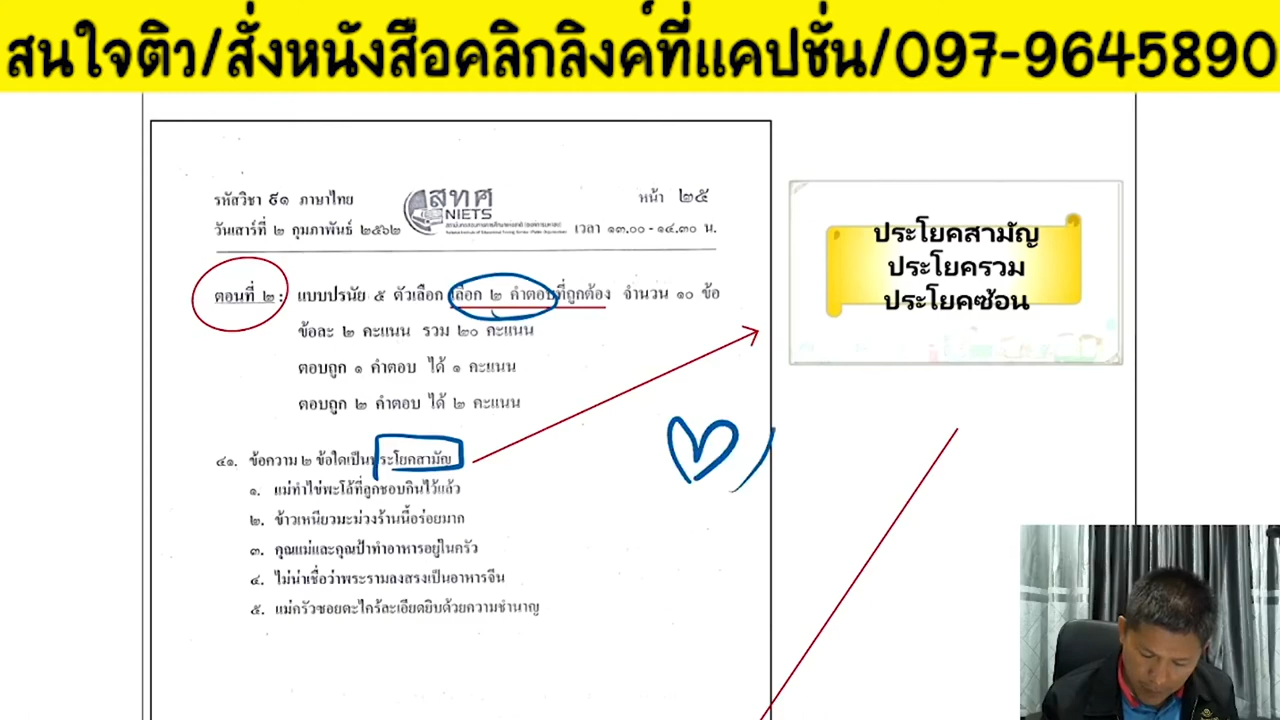 สนใจติว/สั่งหนังสือคลิกลิงค์ที่แคปชั่น/097-9645890
รหัสวิชา ๙๑ ภาษาไทย
สทศ
NIETS
หน้า ๒๕
วันเสาร์ที่ ๒ กุมภาพันธ์ ๒๕๖๒
เวลา ๑๓.๐๐ - ๑๔.๓๐ น.
ตอนที่ ๒ : แบบปรนัย ๕ ตัวเลือก เลือก ๒ คำตอบที่ถูกต้อง จำนวน ๑๐ ข้อ
ข้อละ ๒ คะแนน รวม ๒๐ คะแนน
ตอบถูก ๑ คำตอบ ได้ ๑ คะแนน
ตอบถูก ๒ คำตอบ ได้ ๒ คะแนน
๔๑. ข้อความ ๒ ข้อใดเป็นประโยคสามัญ
๑. แม่ทำไข่พะโล้ที่ลูกชอบกินไว้แล้ว
๒. ข้าวเหนียวมะม่วงร้านนี้อร่อยมาก
๓. คุณแม่และคุณป้าทำอาหารอยู่ในครัว
๔. ไม่น่าเชื่อว่าพระรามลงสรงเป็นอาหารจีน
๕. แม่ครัวซอยตะไคร้ละเอียดยิบด้วยความชำนาญ
ประโยคสามัญ
ประโยครวม
ประโยคซ้อน